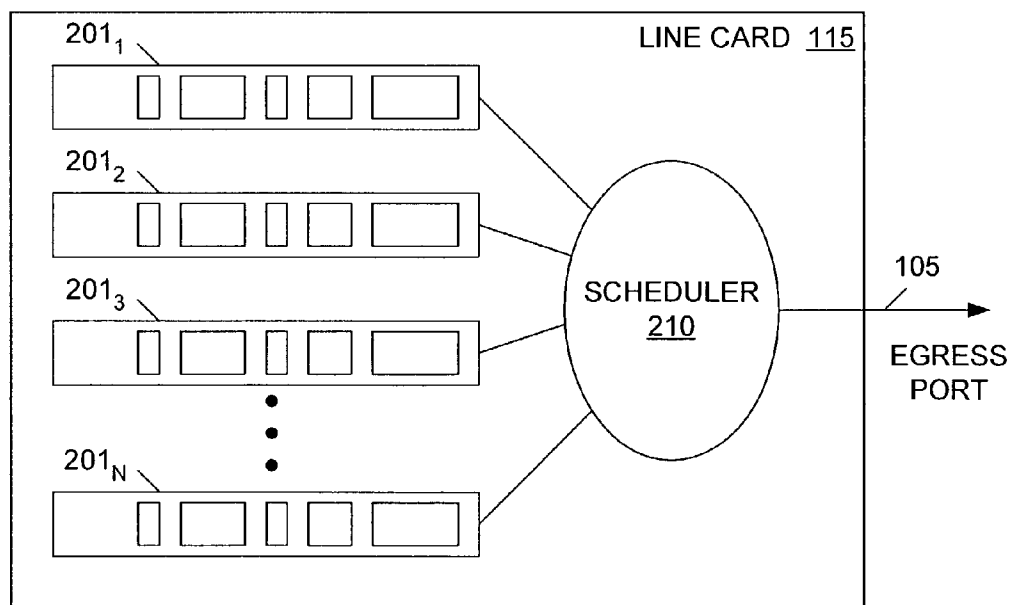 LINE CARD 115
201₁
201₂
201₃
201N
SCHEDULER
210
105
EGRESS
PORT